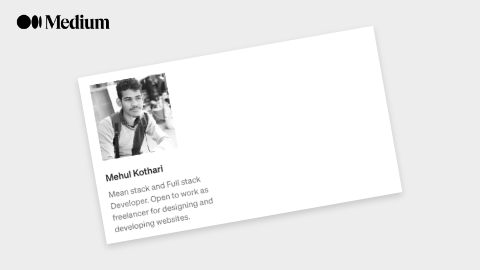 Medium
Mehul Kothari
Mean stack and Full stack
Developer. Open to work as
freelancer for designing and
developing websites.